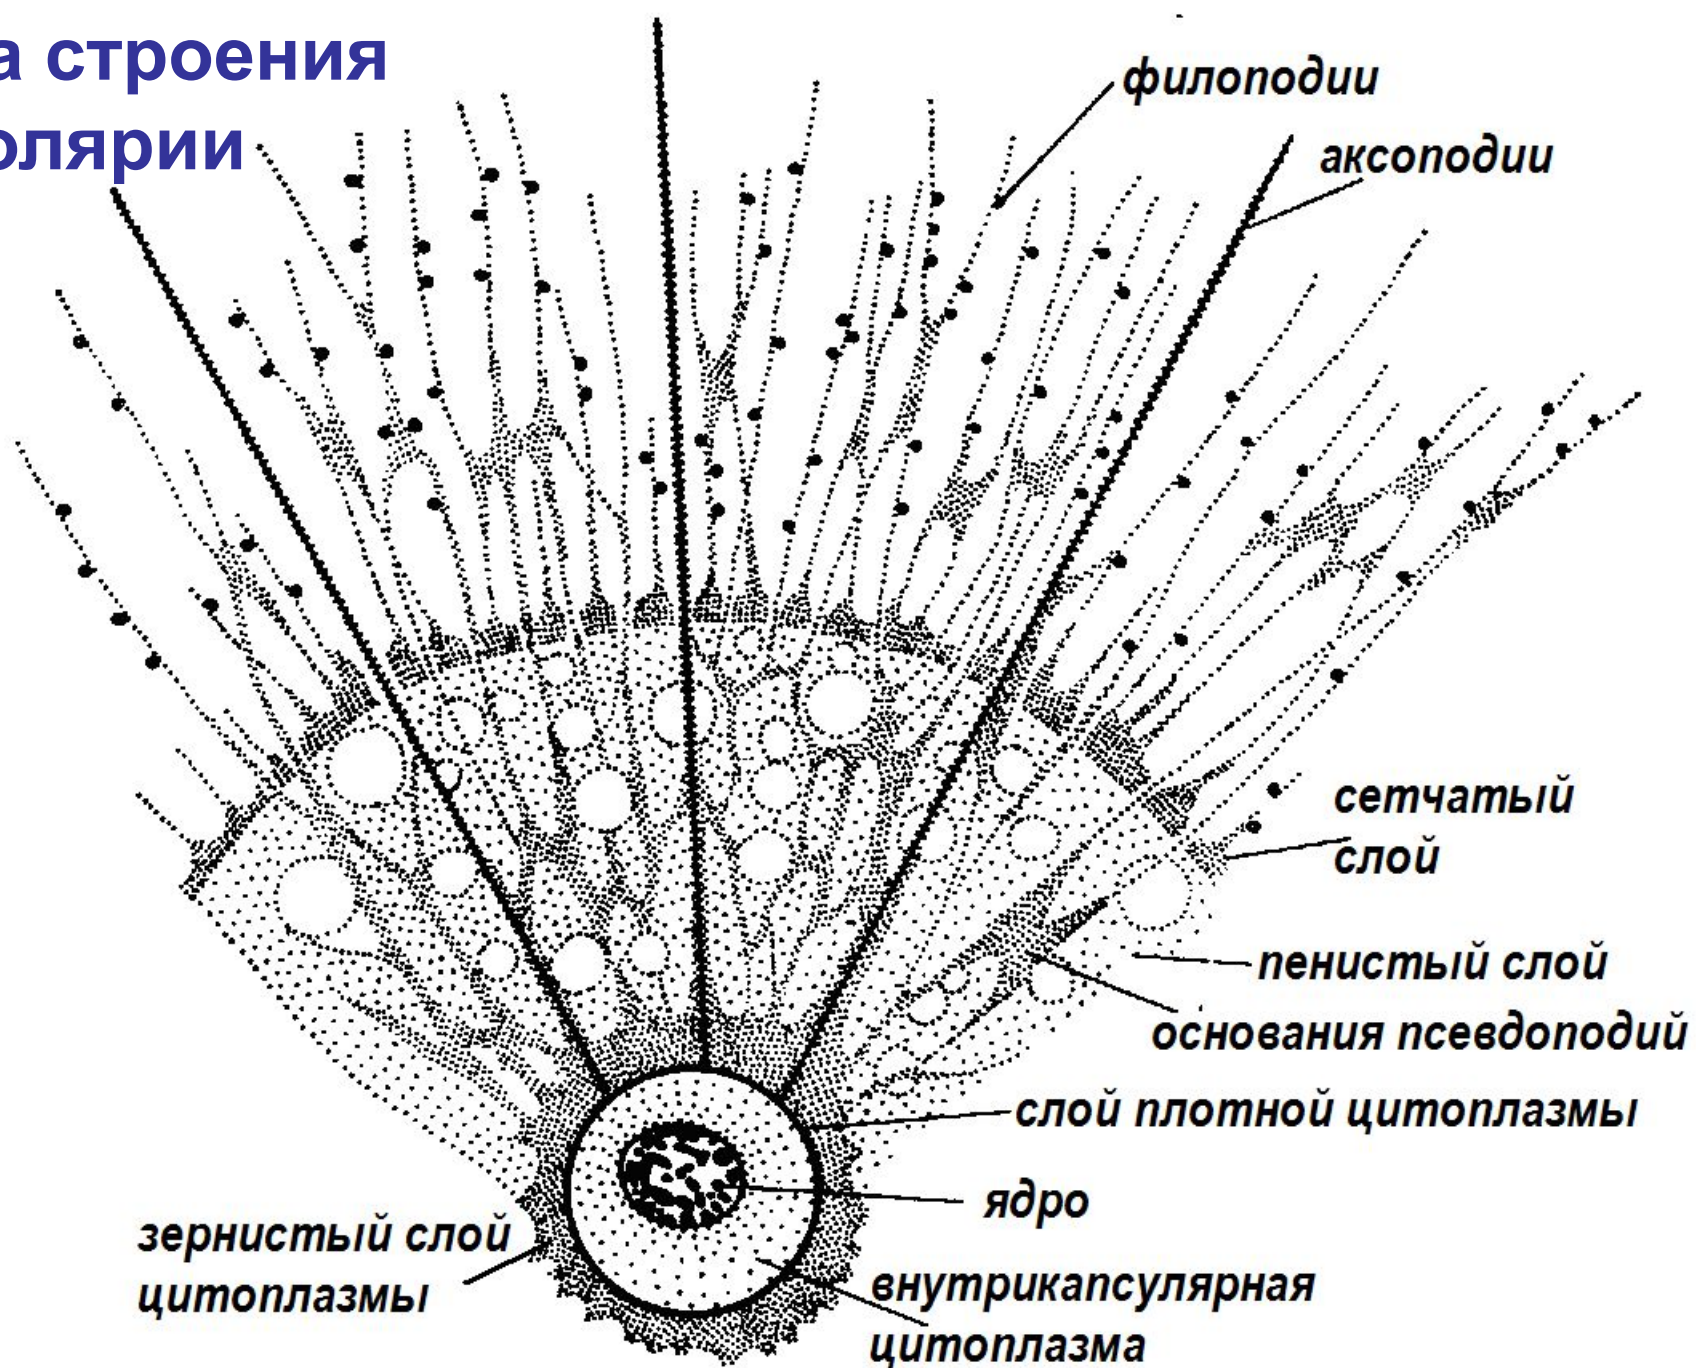 а строения
олярии
филоподии
аксоподии
сетчатый
слой
пенистый слой
основания псевдоподий
слой плотной цитоплазмы
ядро
зернистый слой
цитоплазмы
внутрикапсулярная
цитоплазма